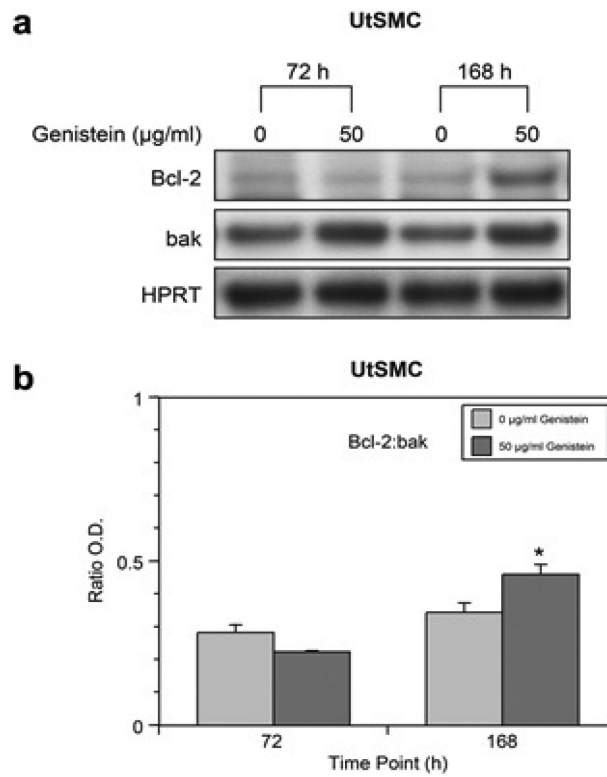 a
UtSMC
72 h 168 h
Genistein (µg/ml) 0 50 0 50
Bcl-2
bak
HPRT
b
UtSMC
1
0 µg/ml Genistein
50 µg/ml Genistein
Bcl-2:bak
Ratio O.D.
0.5
*
0
72 168
Time Point (h)